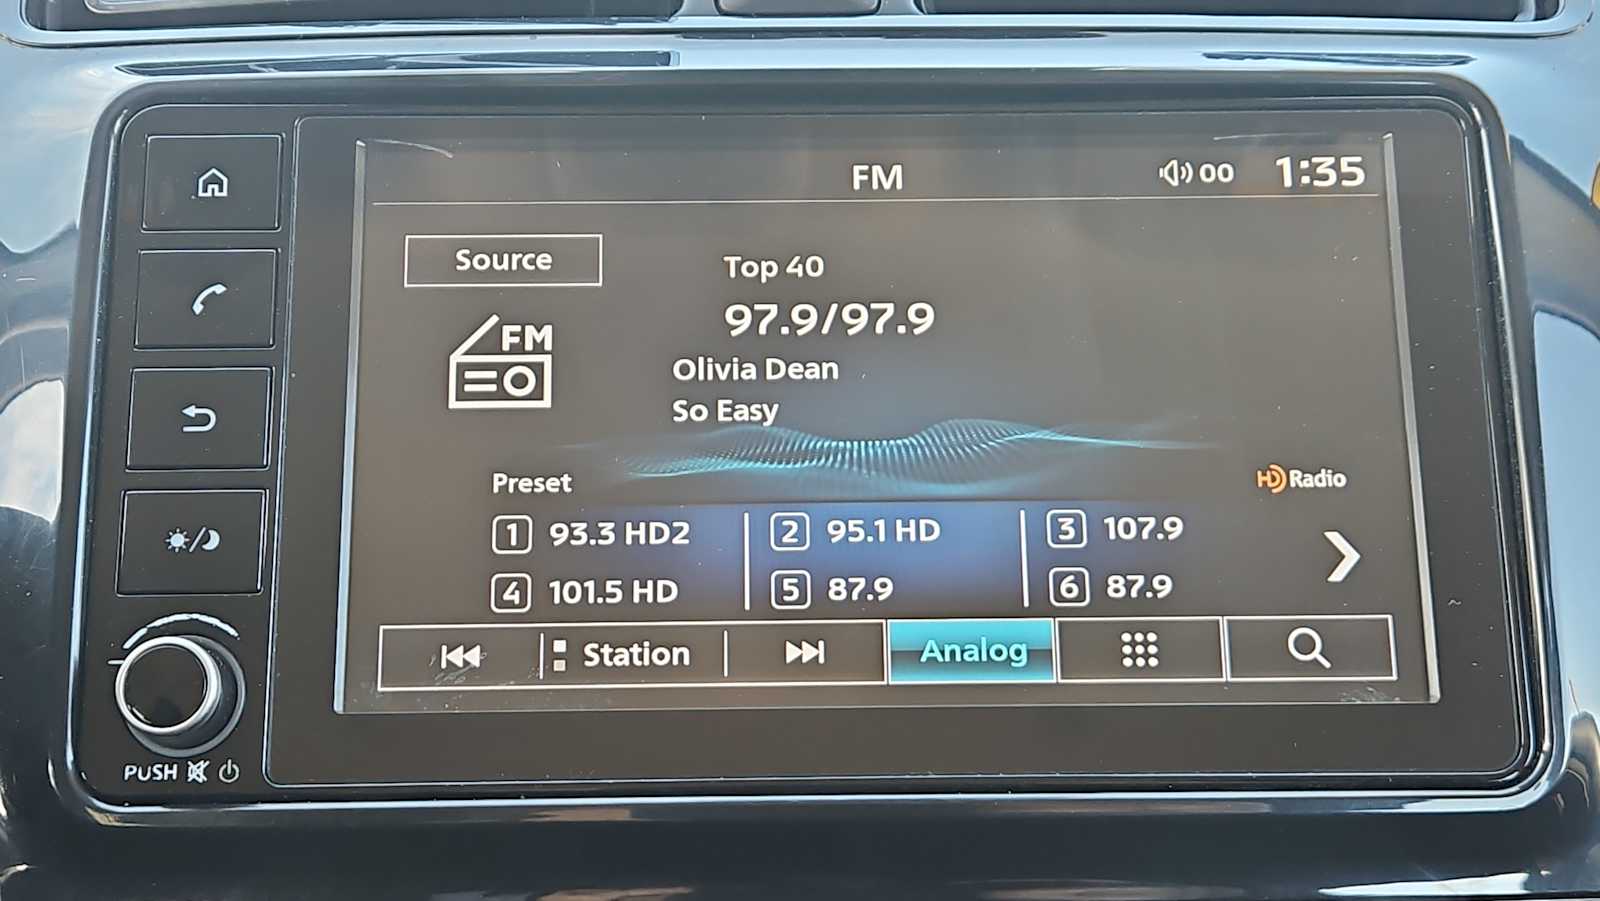 FM 00 1:35
Source
Top 40
97.9/97.9
FM
Olivia Dean
So Easy
Preset
HD Radio
1 93.3 HD2 2 95.1 HD 3 107.9
4 101.5 HD 5 87.9 6 87.9
Station Analog
PUSH